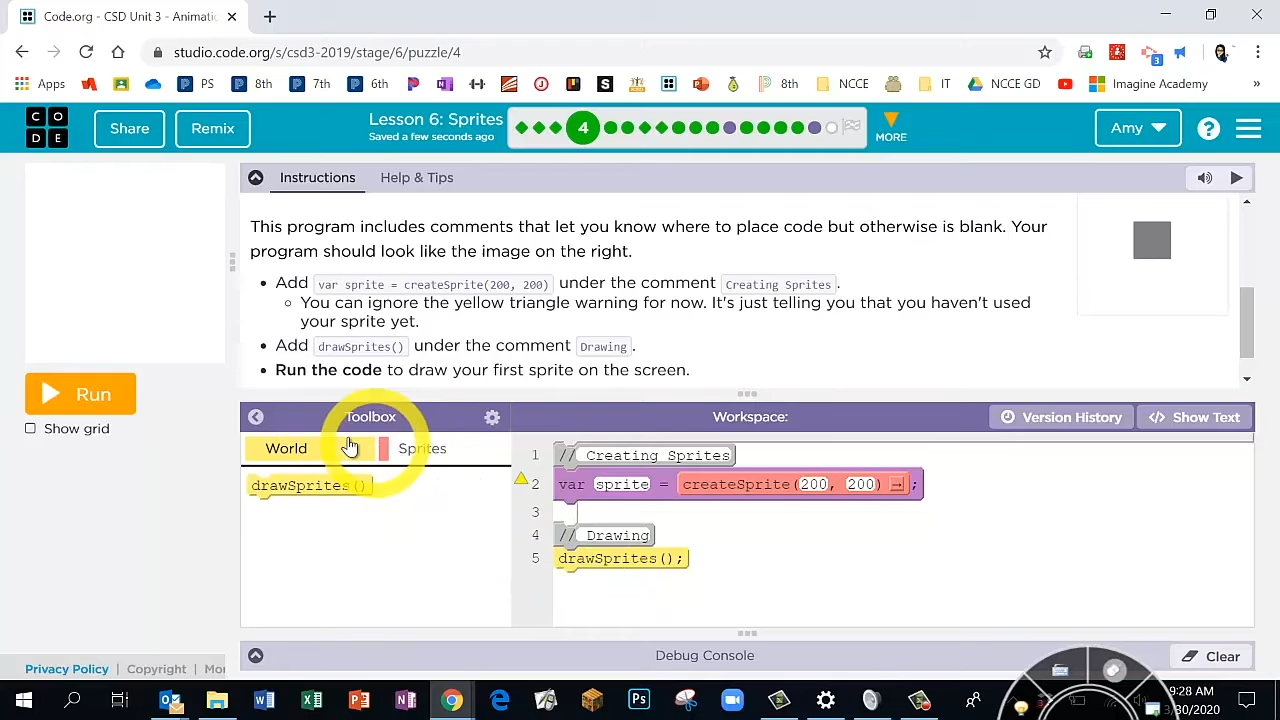 Code.org - CSD Unit 3 - Animatic
studio.code.org/s/csd3-2019/stage/6/puzzle/4
3
Apps
PS
8th
7th
6th
8th
NCCE
IT
NCCE GD
Imagine Academy
»
C O
D E
Share
Remix
Lesson 6: Sprites
Saved a few seconds ago
4
MORE
Amy
?
Instructions
Help & Tips
This program includes comments that let you know where to place code but otherwise is blank. Your
program should look like the image on the right.
Add var sprite = createSprite(200, 200) under the comment Creating Sprites.
You can ignore the yellow triangle warning for now. It's just telling you that you haven't used
your sprite yet.
Add drawSprites() under the comment Drawing.
Run the code to draw your first sprite on the screen.
Run
Show grid
Toolbox
World
Sprites
drawSprites()
Workspace:
Version History
</> Show Text
1 // Creating Sprites
2 var sprite = createSprite(200, 200) → ;
3
4 // Drawing
5 drawSprites();
Debug Console
Clear
Privacy Policy | Copyright |
9:28 AM
3/30/2020